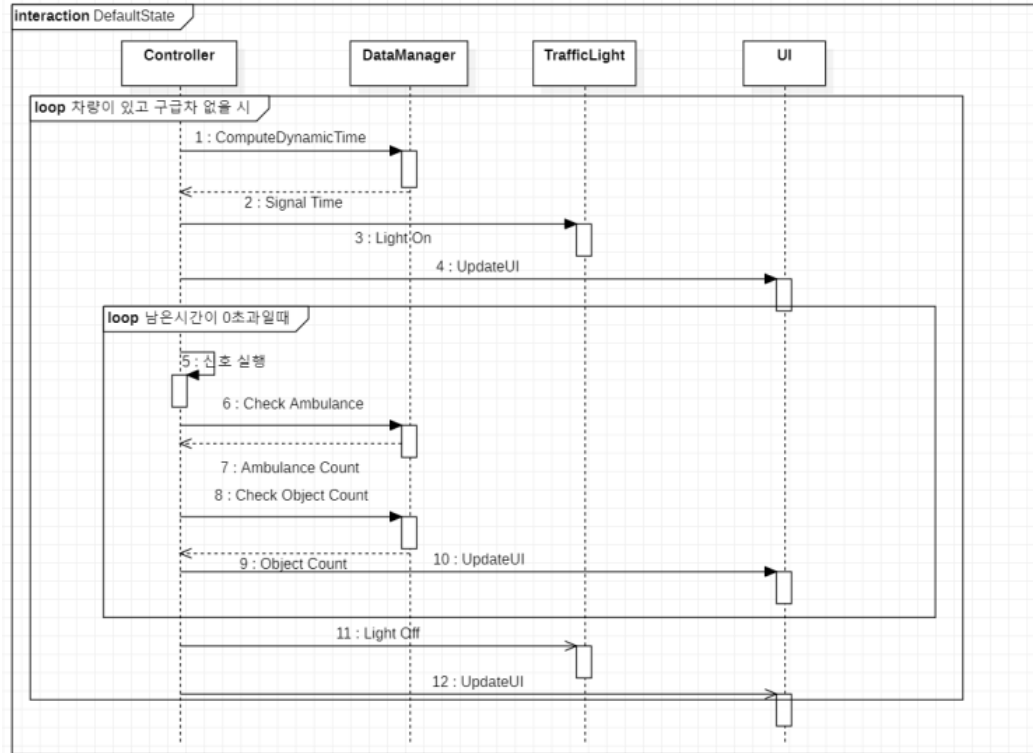 interaction DefaultState
Controller
DataManager
TrafficLight
UI
loop 차량이 있고 구급차 없을 시
1 : ComputeDynamicTime
2 : Signal Time
3 : Light On
4 : UpdateUI
loop 남은시간이 0초과일때
5 : 신호 실행
6 : Check Ambulance
7 : Ambulance Count
8 : Check Object Count
9 : Object Count
10 : UpdateUI
11 : Light Off
12 : UpdateUI